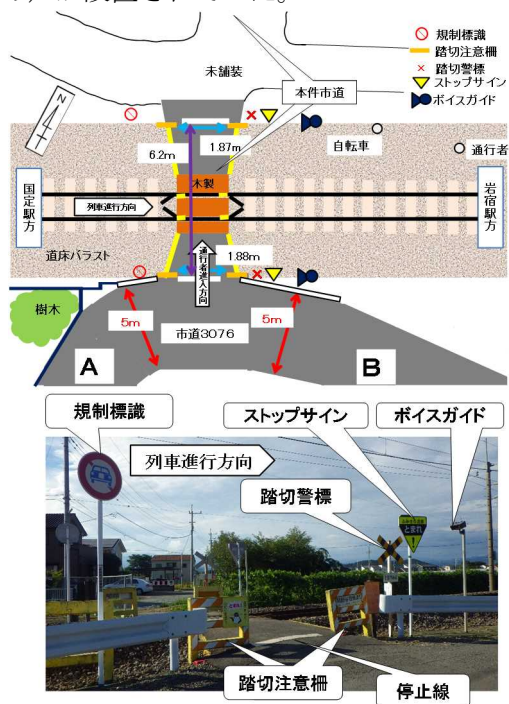 規制標識
踏切注意柵
踏切警標
ストップサイン
ボイスガイド
未舗装
本件市道
N
6.2m
1.87m
自転車
通行者
木製
国定駅方
列車進行方向
岩宿駅方
道床バラスト
1.88m
通行者進入方向
樹木
5m
5m
市道3076
A
B
規制標識
ストップサイン
ボイスガイド
列車進行方向
踏切警標
とまれ
踏切注意柵
停止線